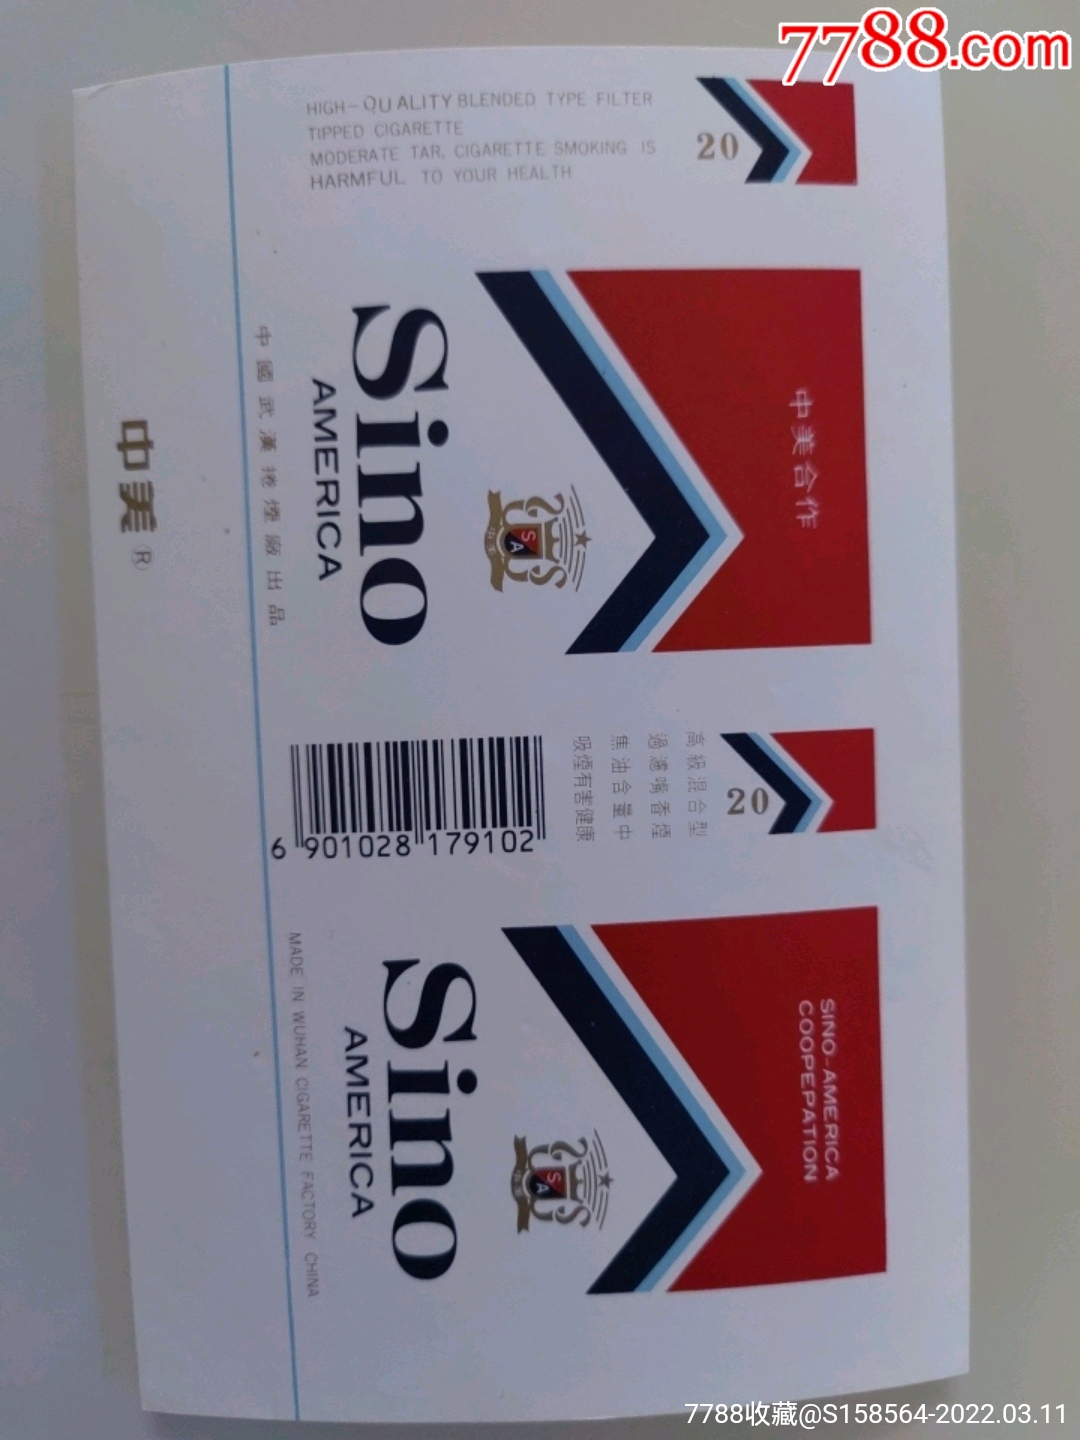 7788.com
HIGH-QUALITY BLENDED TYPE FILTER
TIPPED CIGARETTE
MODERATE TAR, CIGARETTE SMOKING IS
HARMFUL TO YOUR HEALTH
20
中美合作
SA
Sino
AMERICA
中國武漢捲煙廠出品
中美®
20
高級混合型
過濾嘴香煙
焦油含量中
吸煙有害健康
6 901028 179102
SINO-AMERICA
COOPEPATION
SA
Sino
AMERICA
MADE IN WUHAN CIGARETTE FACTORY CHINA
7788收藏@S158564-2022.03.11